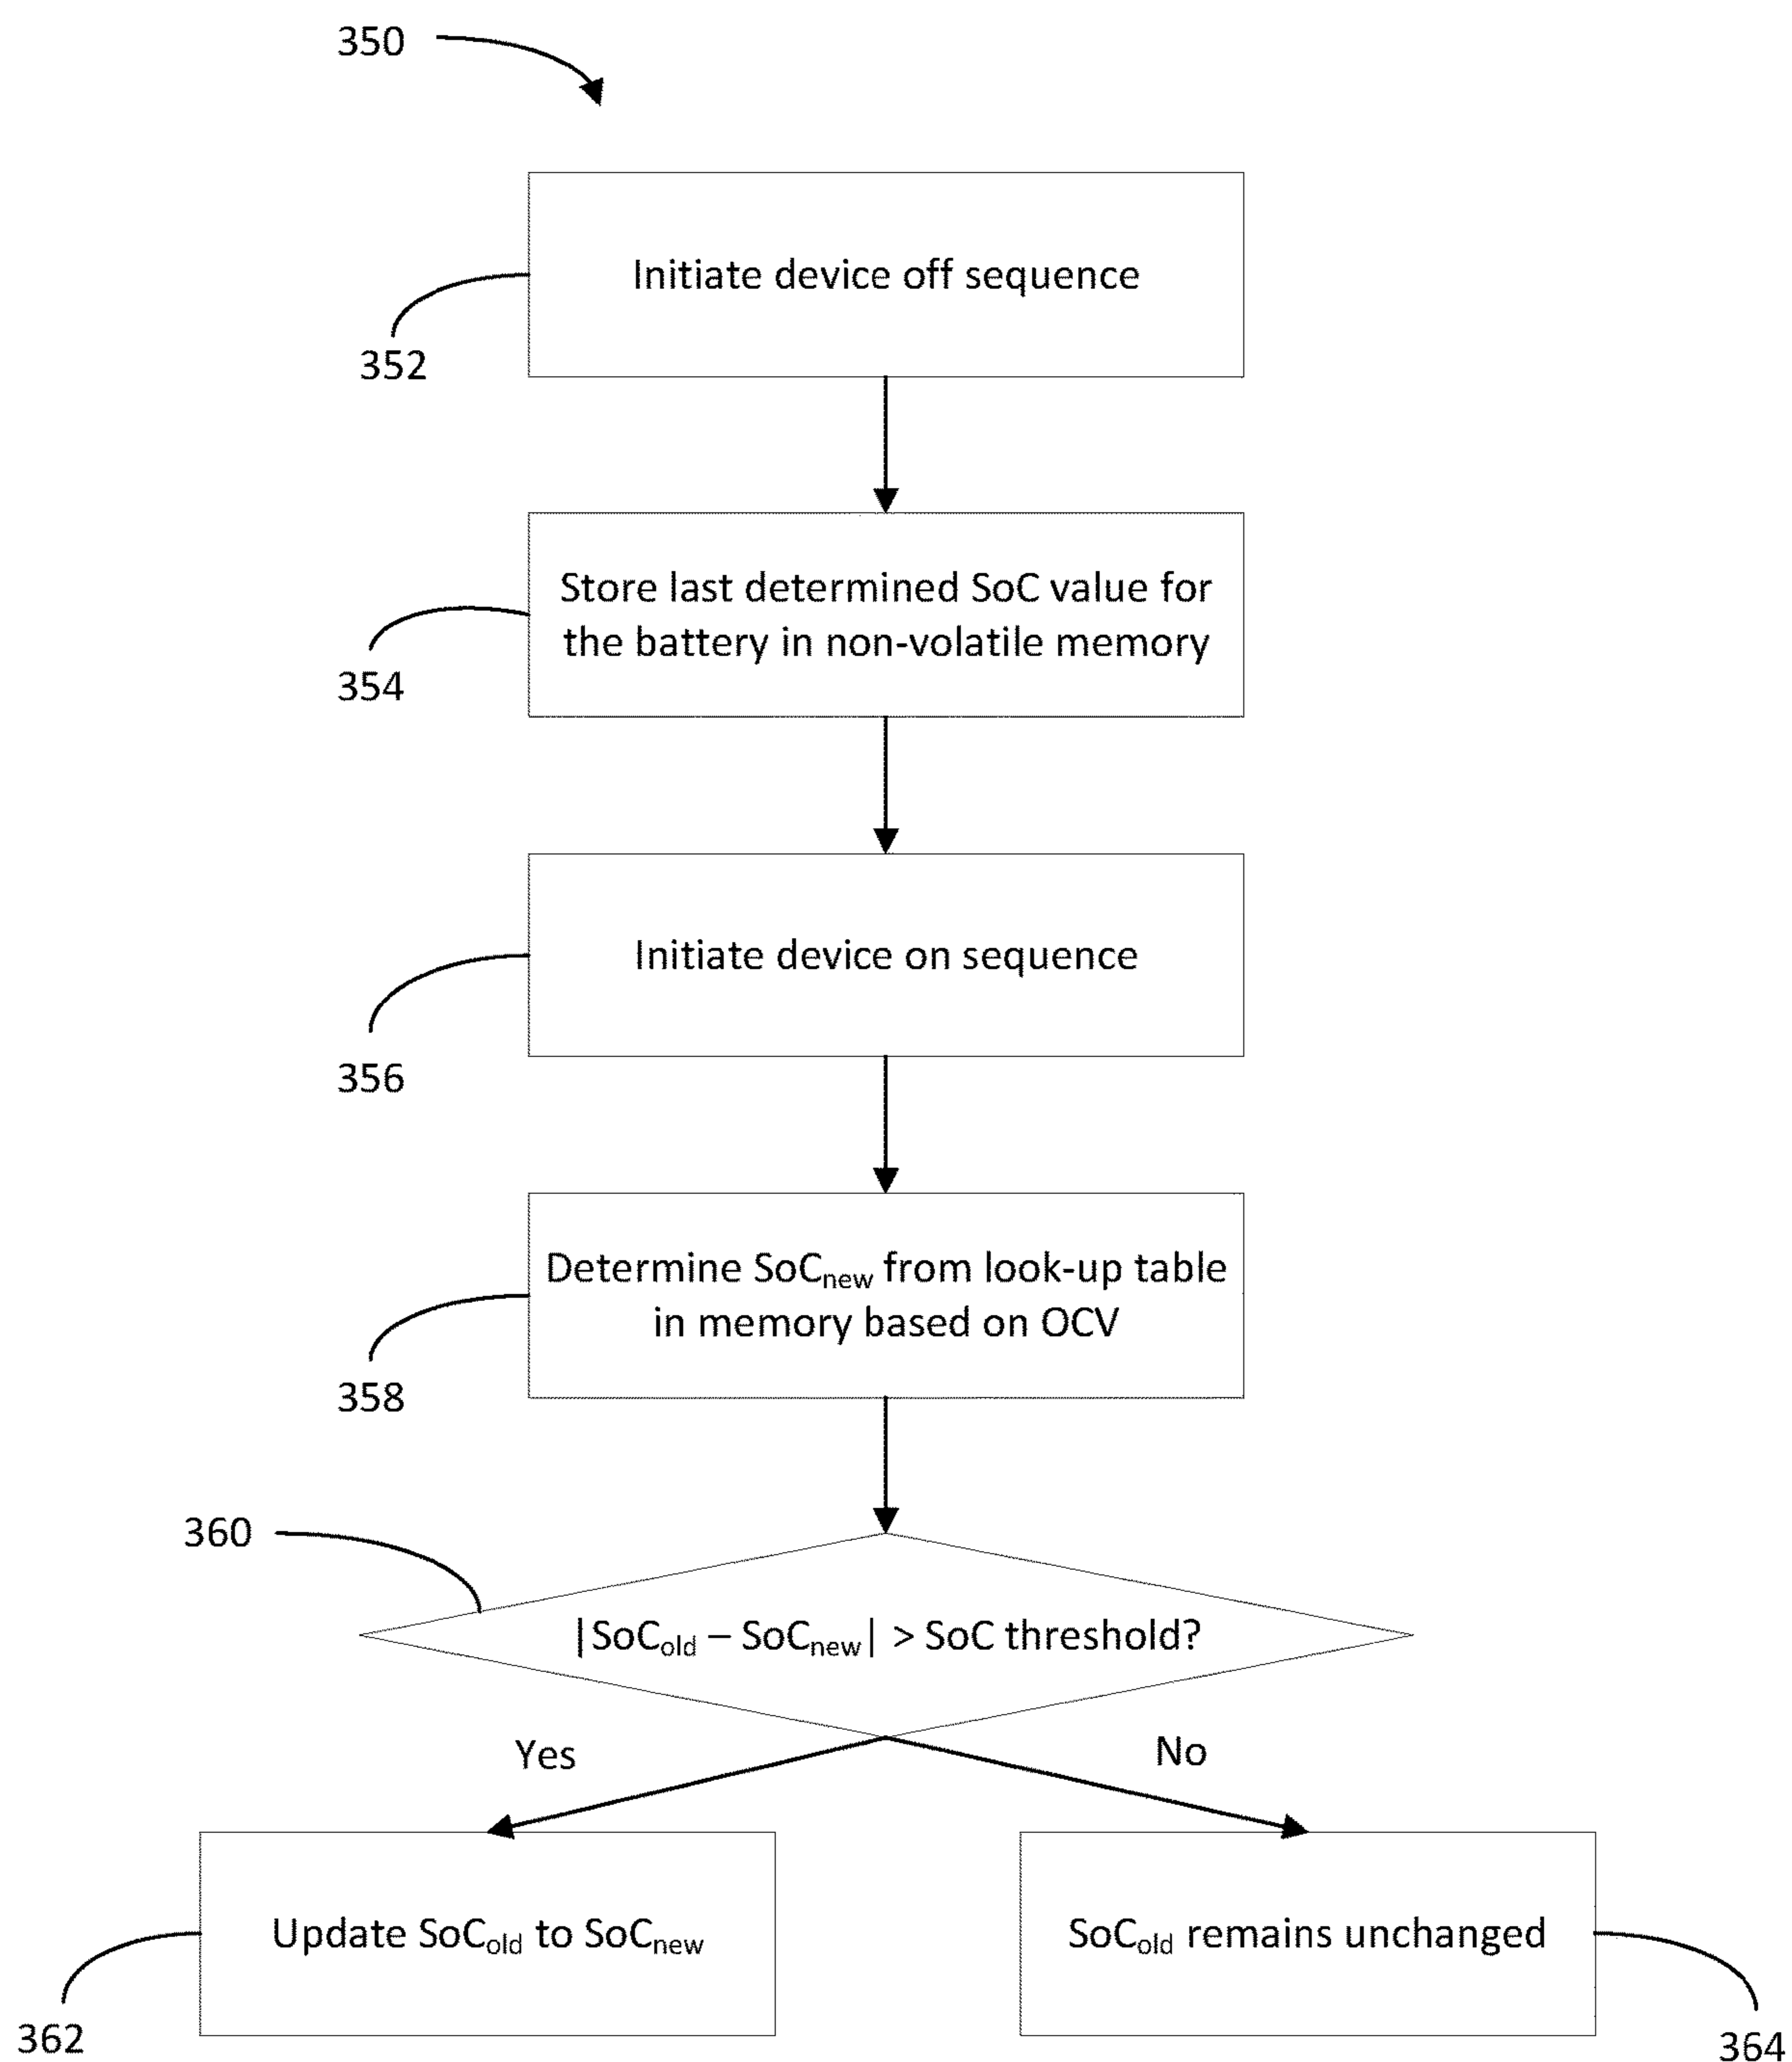 350
Initiate device off sequence
352
Store last determined SoC value for
the battery in non-volatile memory
354
Initiate device on sequence
356
Determine SoCnew from look-up table
in memory based on OCV
358
360
|SoCold – SoCnew| > SoC threshold?
Yes
No
Update SoCold to SoCnew
SoCold remains unchanged
362
364